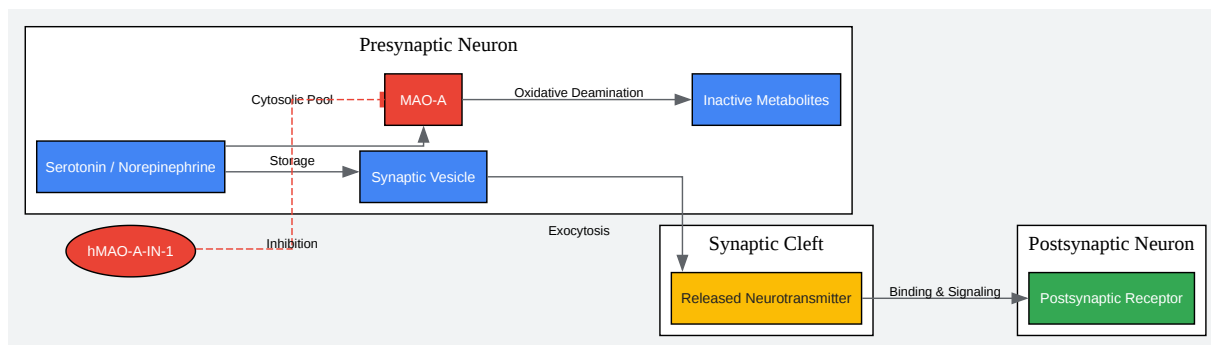 Presynaptic Neuron
Cytosolic Pool
MAO-A
Oxidative Deamination
Inactive Metabolites
Serotonin / Norepinephrine
Storage
Synaptic Vesicle
hMAO-A-IN-1
Inhibition
Exocytosis
Synaptic Cleft
Released Neurotransmitter
Binding & Signaling
Postsynaptic Neuron
Postsynaptic Receptor